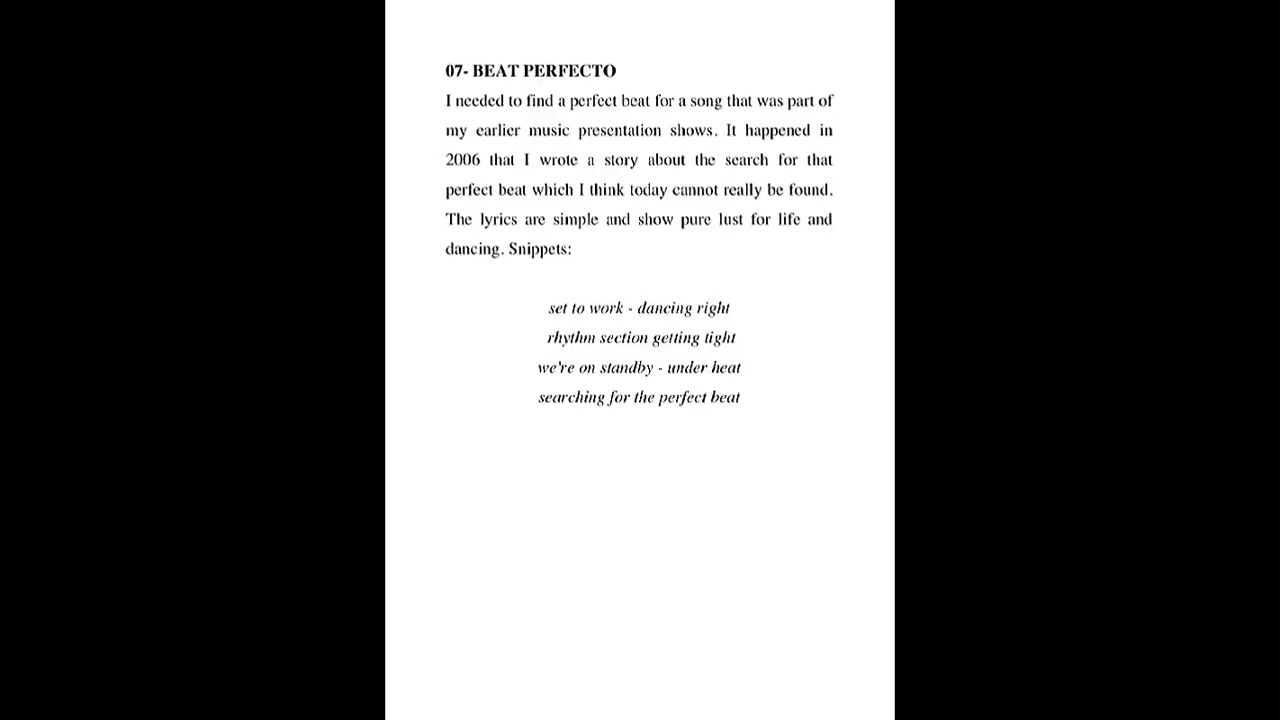 07- BEAT PERFECTO
I needed to find a perfect beat for a song that was part of
my earlier music presentation shows. It happened in
2006 that I wrote a story about the search for that
perfect beat which I think today cannot really be found.
The lyrics are simple and show pure lust for life and
dancing. Snippets:
set to work - dancing right
rhythm section getting tight
we're on standby - under heat
searching for the perfect beat